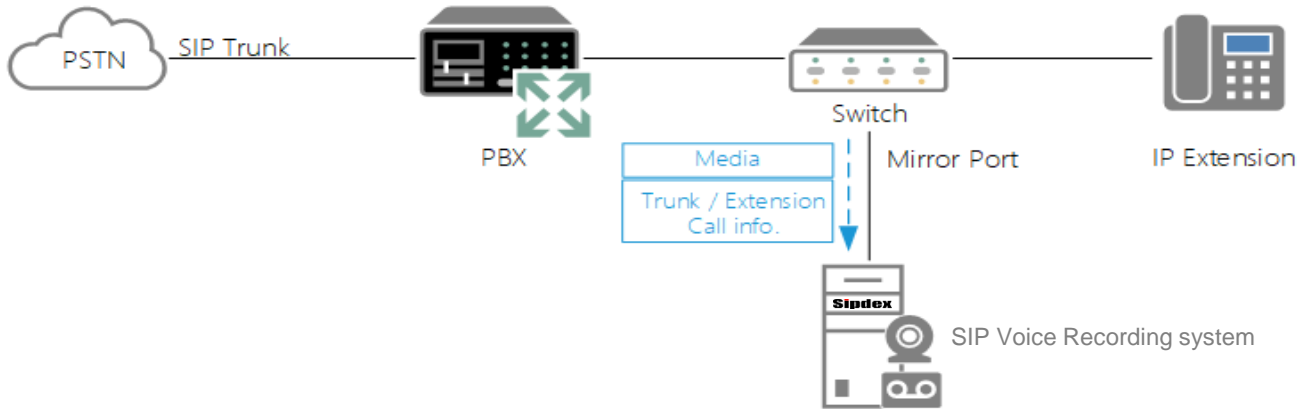 PSTN
SIP Trunk
PBX
Switch
Mirror Port
IP Extension
Media
Trunk / Extension
Call info.
Sipdex
SIP Voice Recording system